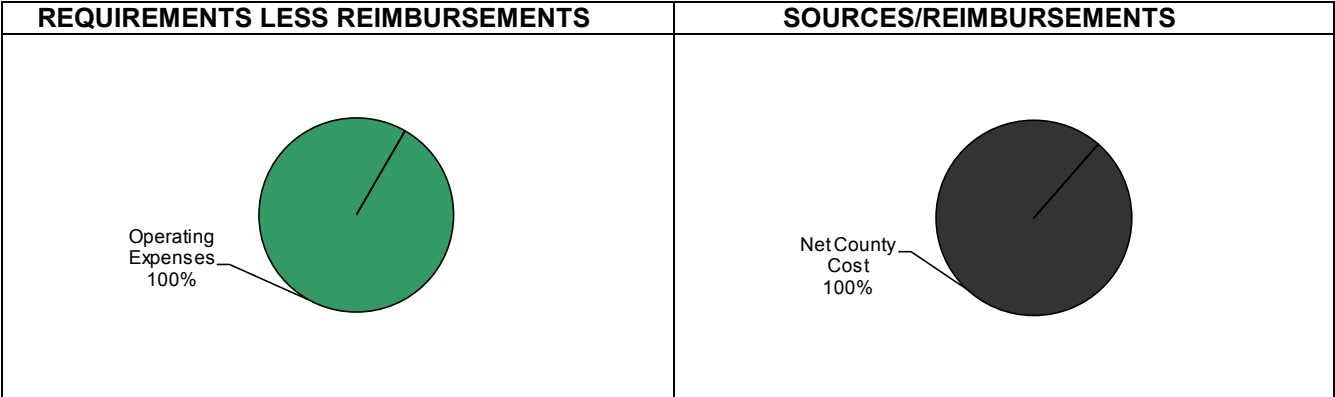 REQUIREMENTS LESS REIMBURSEMENTS
SOURCES/REIMBURSEMENTS
Operating
Expenses
100%
Net County
Cost
100%